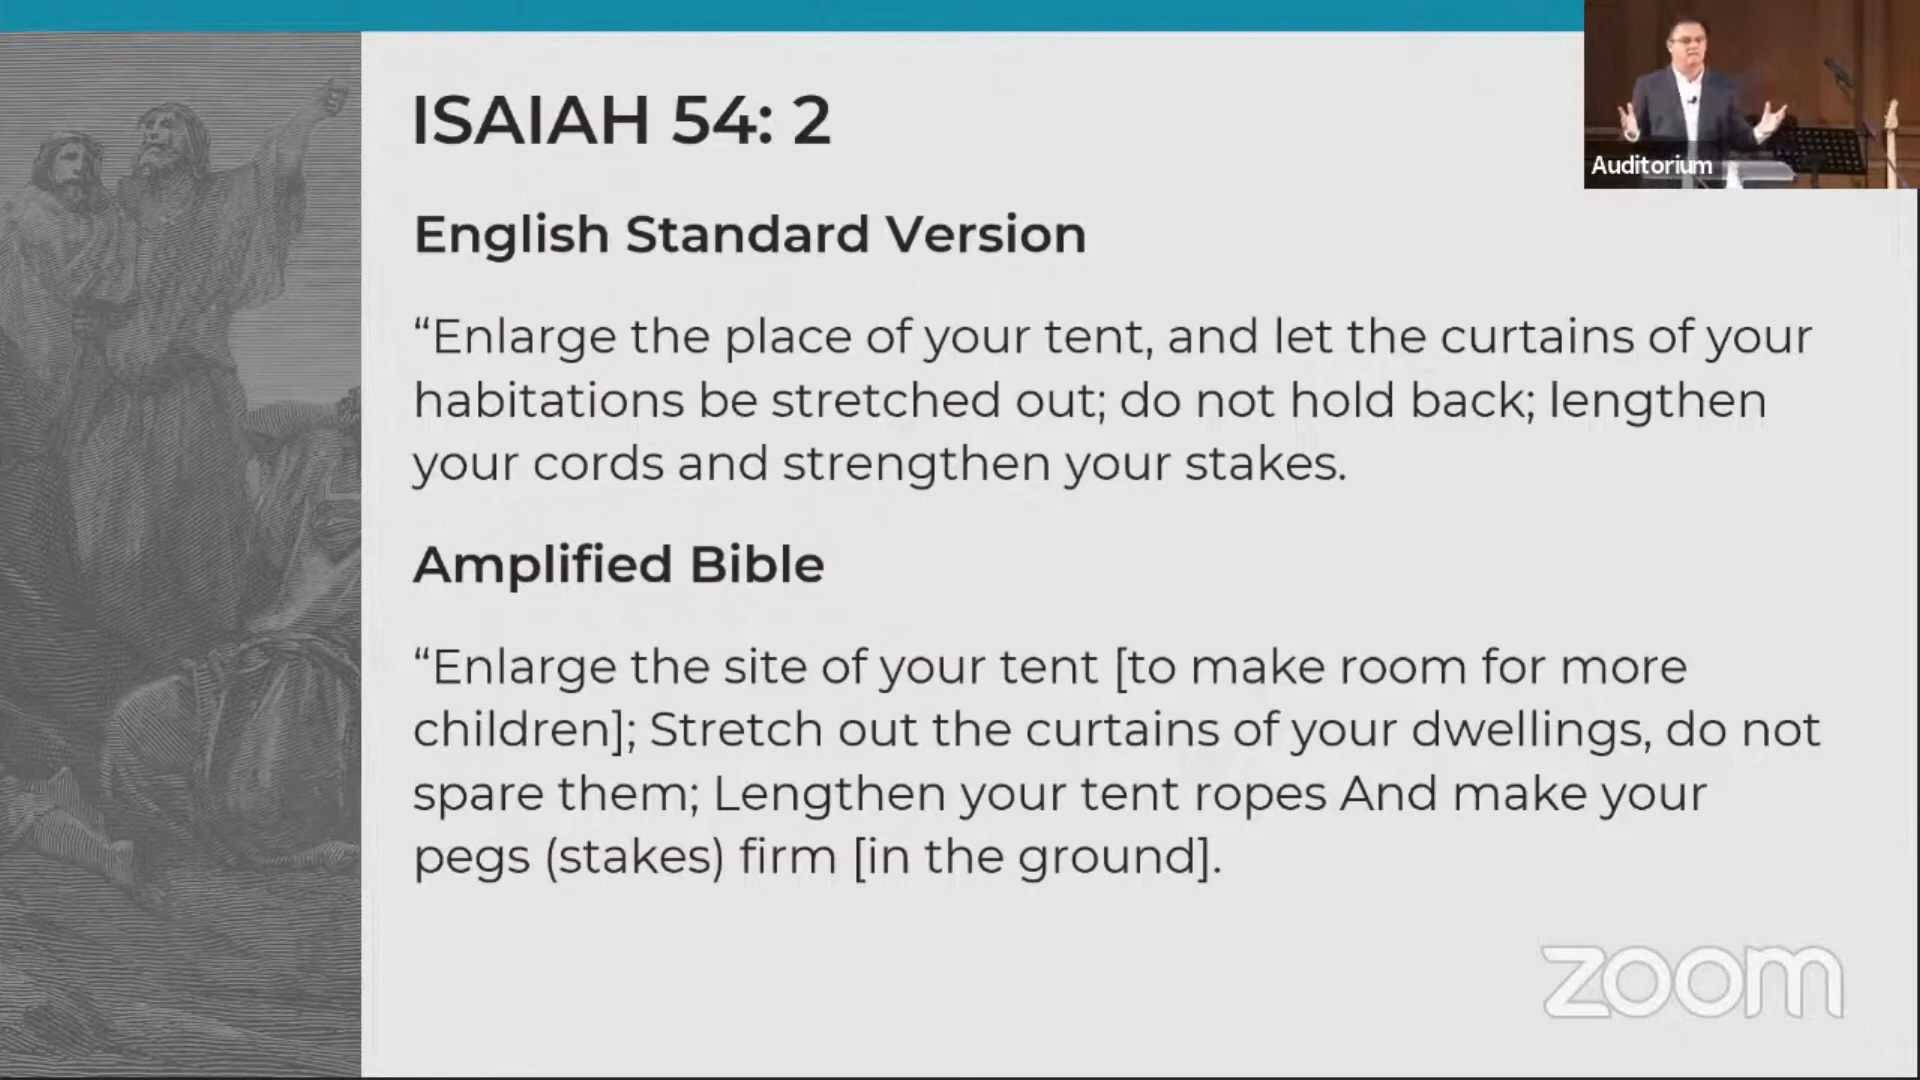 ISAIAH 54: 2
Auditorium
English Standard Version
“Enlarge the place of your tent, and let the curtains of your
habitations be stretched out; do not hold back; lengthen
your cords and strengthen your stakes.
Amplified Bible
“Enlarge the site of your tent [to make room for more
children]; Stretch out the curtains of your dwellings, do not
spare them; Lengthen your tent ropes And make your
pegs (stakes) firm [in the ground].
zoom